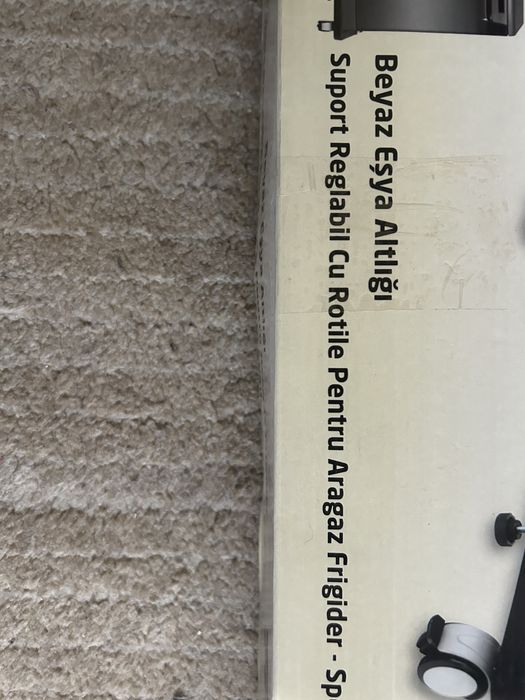 Beyaz Eşya Altlığı
Suport Reglabil Cu Rotile Pentru Aragaz Frigider - Sp